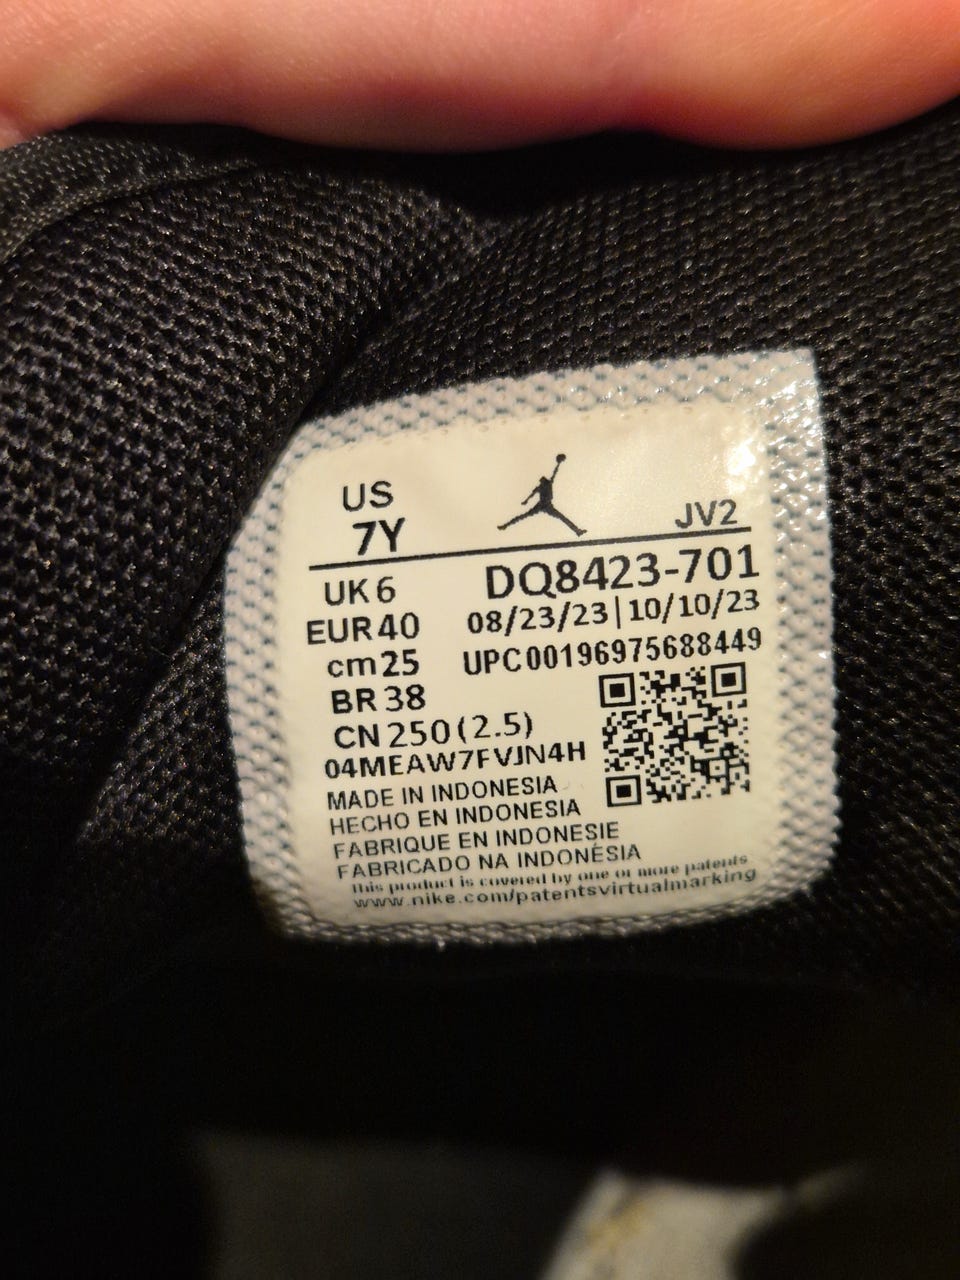 US
7Y
JV2
UK 6
DQ8423-701
EUR 40
08/23/23 | 10/10/23
cm 25
UPC00196975688449
BR 38
CN 250 (2.5)
04MEAW7FVJN4H
MADE IN INDONESIA
HECHO EN INDONESIA
FABRIQUE EN INDONESIE
FABRICADO NA INDONÉSIA
This product is covered by one or more patents
www.nike.com/patentsvirtualmarking